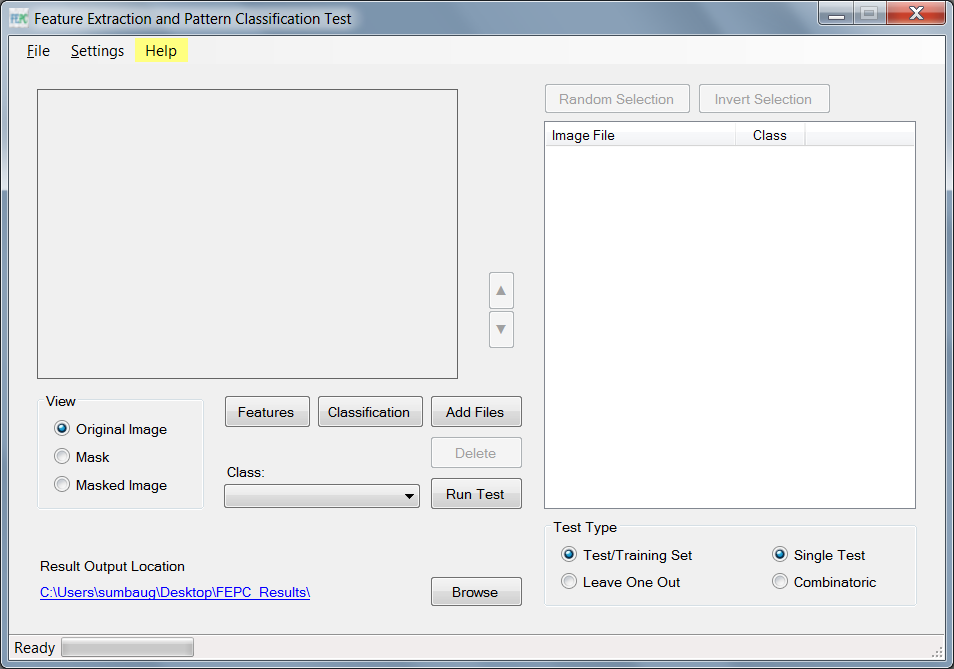 FEPC Feature Extraction and Pattern Classification Test
File Settings Help
Random Selection Invert Selection
Image File Class
View
Original Image
Mask
Masked Image
Features Classification Add Files
Delete
Class:
Run Test
Test Type
Test/Training Set Single Test
Leave One Out Combinatoric
Result Output Location
C:\Users\sumbaug\Desktop\FEPC_Results\
Browse
Ready